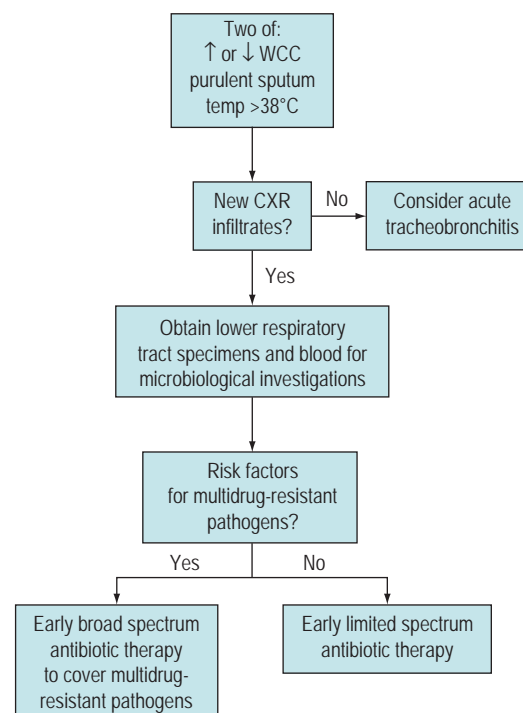 Two of:
↑ or ↓ WCC
purulent sputum
temp >38°C
New CXR
infiltrates?
No
Consider acute
tracheobronchitis
Yes
Obtain lower respiratory
tract specimens and blood for
microbiological investigations
Risk factors
for multidrug-resistant
pathogens?
Yes
No
Early broad spectrum
antibiotic therapy
to cover multidrug-
resistant pathogens
Early limited spectrum
antibiotic therapy